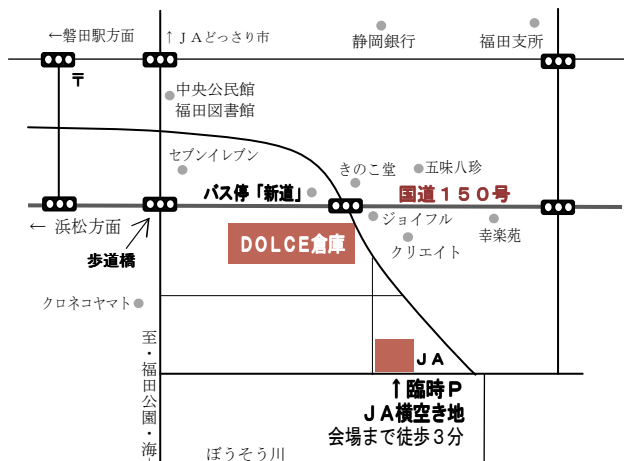 ←磐田駅方面
↑ＪＡどっさり市
静岡銀行
福田支所
〒
中央公民館
福田図書館
セブンイレブン
きのこ堂
五味八珍
バス停「新道」
国道１５０号
← 浜松方面
ジョイフル
幸楽苑
DOLCE倉庫
クリエイト
歩道橋
クロネコヤマト
至・福田公園・海
ＪＡ
↑臨時Ｐ
ＪＡ横空き地
会場まで徒歩３分
ぼうそう川